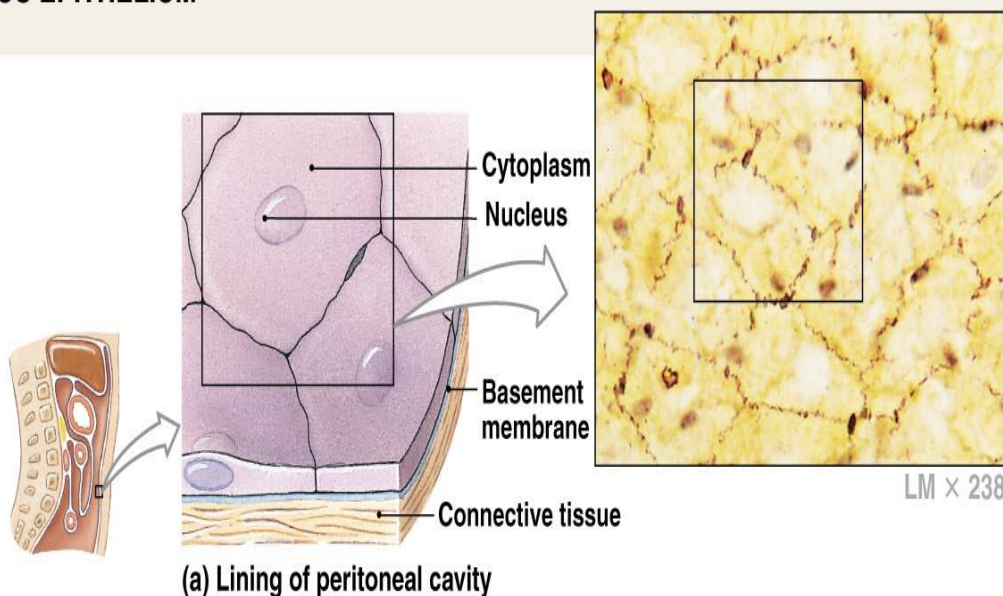 Cytoplasm
Nucleus
Basement
membrane
Connective tissue
LM × 238
(a) Lining of peritoneal cavity